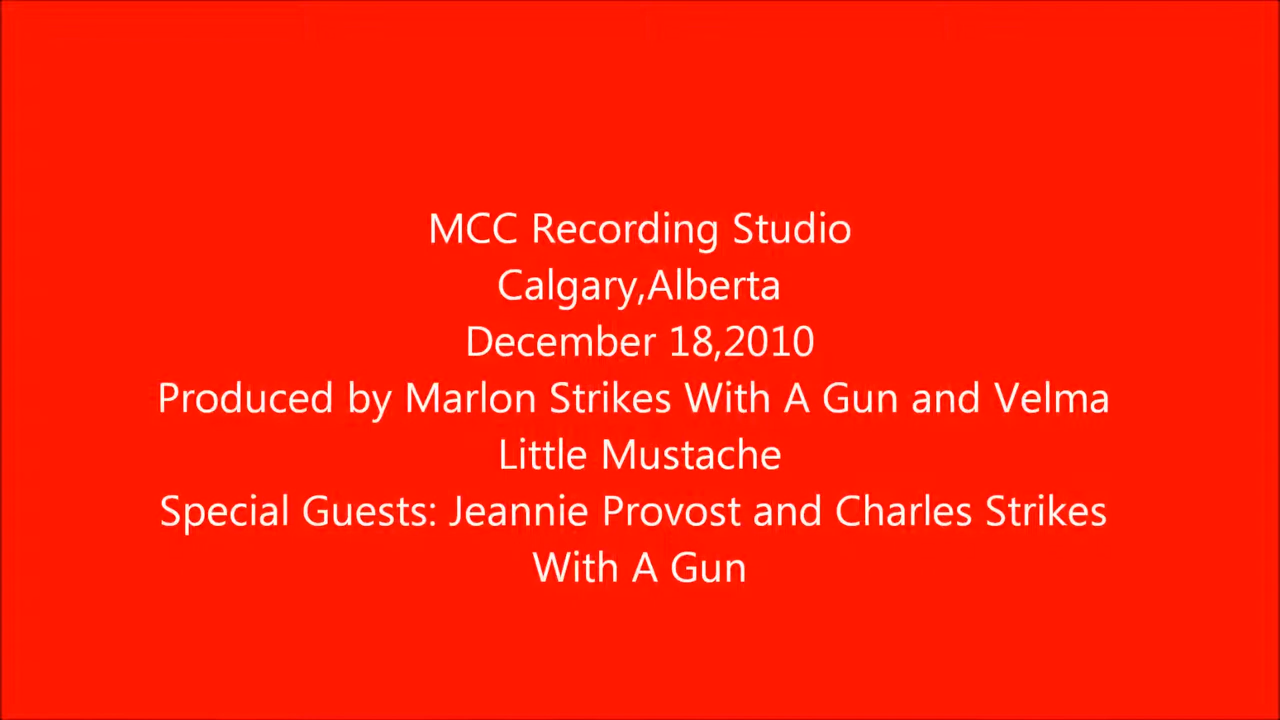 MCC Recording Studio
Calgary,Alberta
December 18,2010
Produced by Marlon Strikes With A Gun and Velma
Little Mustache
Special Guests: Jeannie Provost and Charles Strikes
With A Gun